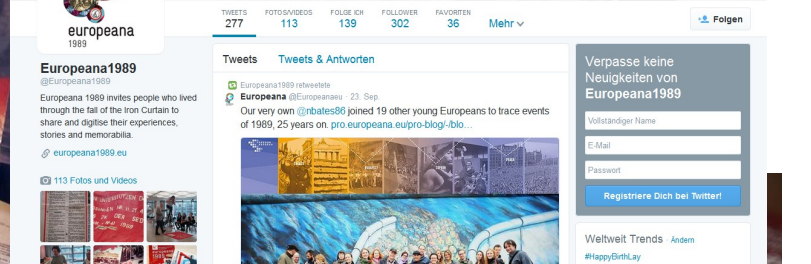 europeana
1989
TWEETS
277
FOTOS/VIDEOS
113
FOLGE ICH
139
FOLLOWER
302
FAVORITEN
36
Mehr
Folgen
Europeana1989
@Europeana1989
Europeana 1989 invites people who lived
through the fall of the Iron Curtain to
share and digitise their experiences,
stories and memorabilia.
europeana1989.eu
113 Fotos und Videos
Tweets
Tweets & Antworten
Europeana1989 retweetete
Europeana @Europeanaeu · 23. Sep.
Our very own @nbates86 joined 19 other young Europeans to trace events
of 1989, 25 years on. pro.europeana.eu/pro-blog/-/blo…
Verpasse keine
Neuigkeiten von
Europeana1989
Vollständiger Name
E-Mail
Passwort
Registriere Dich bei Twitter!
Weltweit Trends · Ändern
#HappyBirthLay